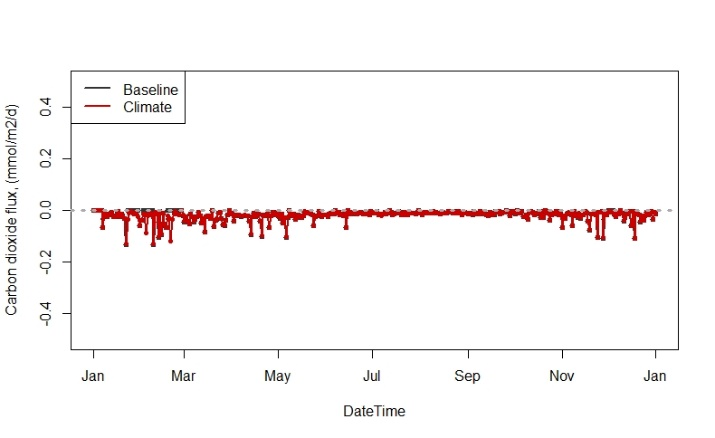 Baseline
Climate
Carbon dioxide flux, (mmol/m2/d)
0.4
0.2
0.0
-0.2
-0.4
Jan Mar May Jul Sep Nov Jan
DateTime